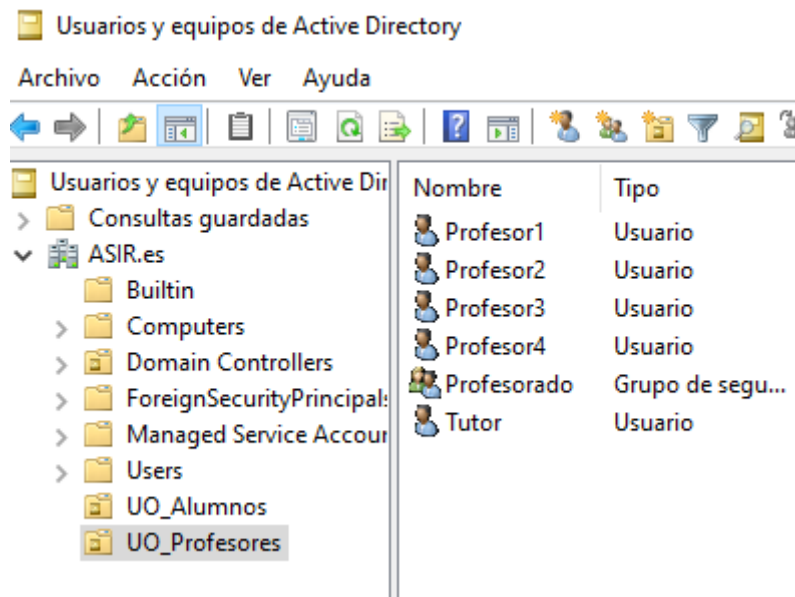 Usuarios y equipos de Active Directory
Archivo Acción Ver Ayuda
Usuarios y equipos de Active Dir
Consultas guardadas
ASIR.es
Builtin
Computers
Domain Controllers
ForeignSecurityPrincipals
Managed Service Accour
Users
UO_Alumnos
UO_Profesores
Nombre Tipo
Profesor1 Usuario
Profesor2 Usuario
Profesor3 Usuario
Profesor4 Usuario
Profesorado Grupo de segu...
Tutor Usuario